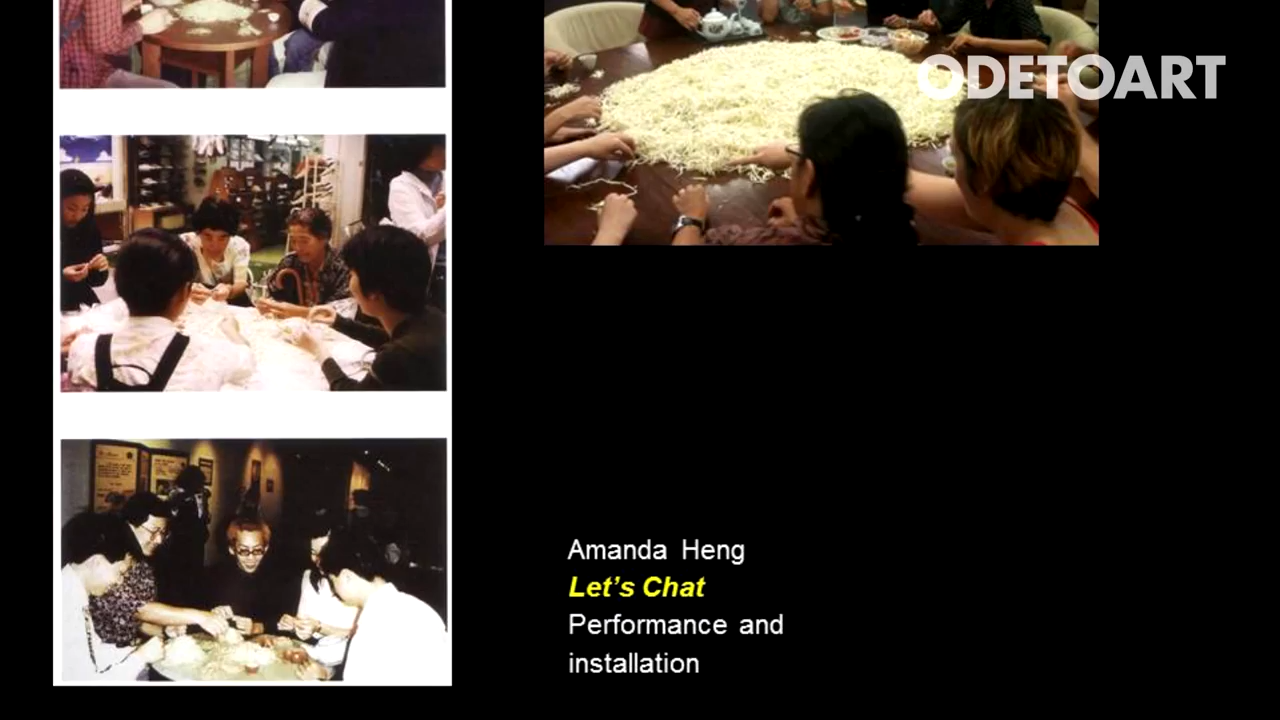 ODETOART
Amanda Heng
Let's Chat
Performance and
installation